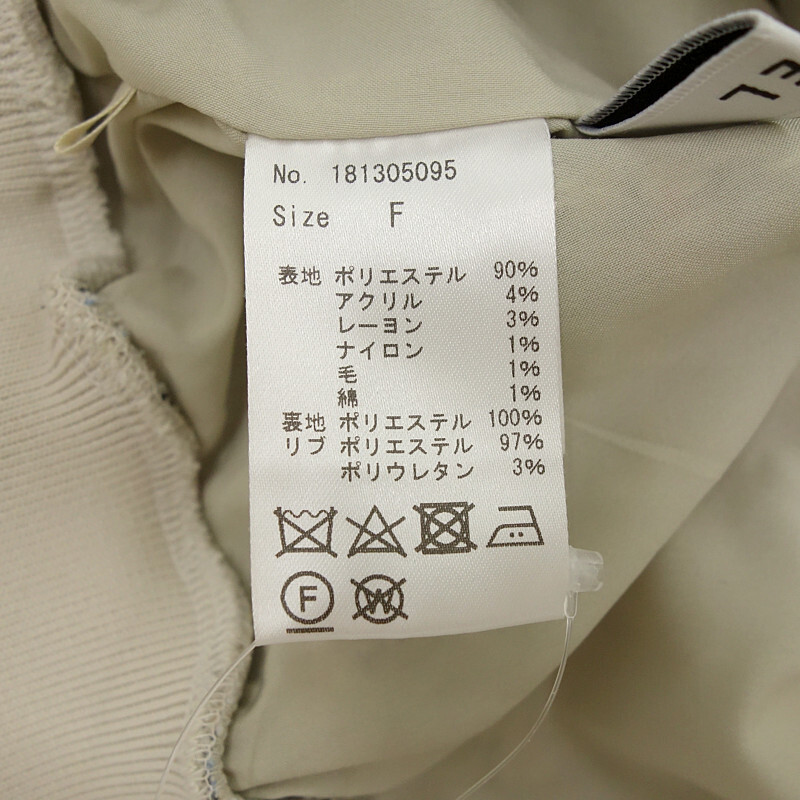 No. 181305095
Size F
表地 ポリエステル 90%
アクリル 4%
レーヨン 3%
ナイロン 1%
毛 1%
綿 1%
裏地 ポリエステル 100%
リブ ポリエステル 97%
ポリウレタン 3%
F W